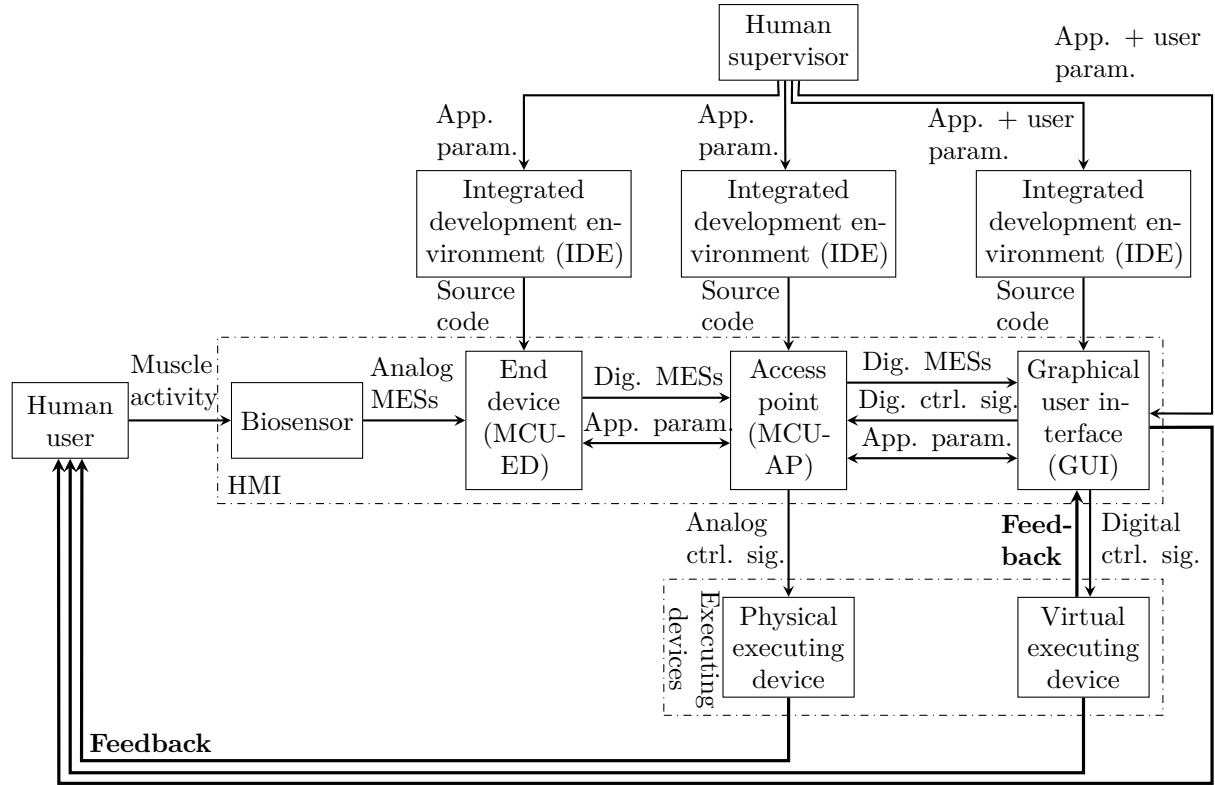 Human
supervisor
App. + user
param.
App.
param.
App.
param.
App. + user
param.
Integrated
development en-
vironment (IDE)
Integrated
development en-
vironment (IDE)
Integrated
development en-
vironment (IDE)
Source
code
Source
code
Source
code
Human
user
Muscle
activity
Biosensor
Analog
MESs
End
device
(MCU-
ED)
Dig. MESs
App. param.
Access
point
(MCU-
AP)
Dig. MESs
Dig. ctrl. sig.
App. param.
Graphical
user in-
terface
(GUI)
HMI
Analog
ctrl. sig.
Feed-
back
Digital
ctrl. sig.
Executing
devices
Physical
executing
device
Virtual
executing
device
Feedback